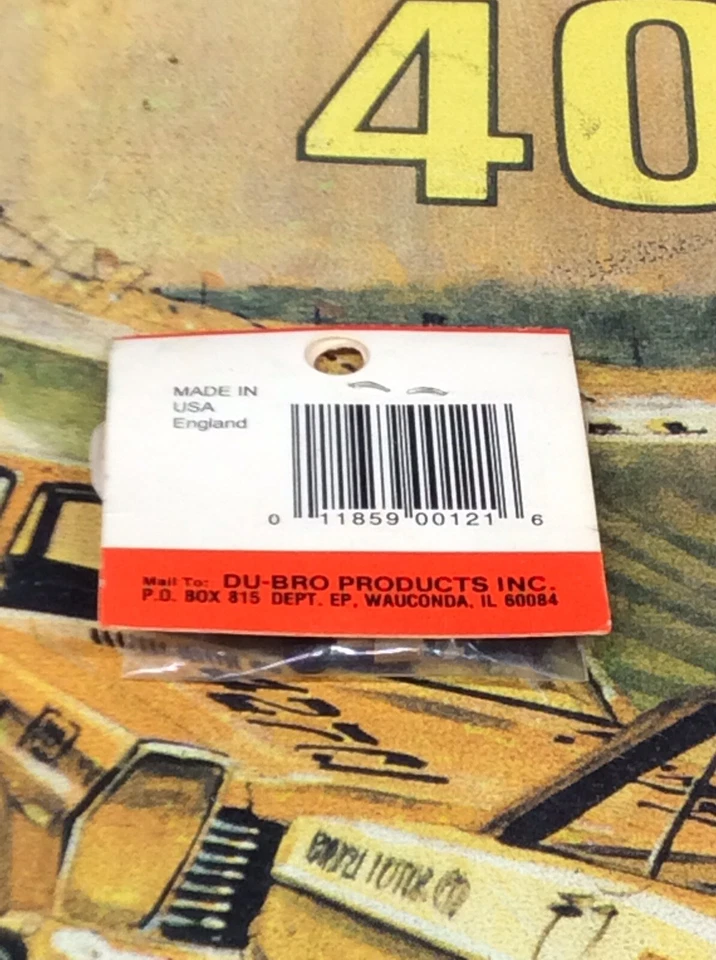 40
MADE IN
USA
England
0 11859 00121 6
Mail To: DU-BRO PRODUCTS INC.
P.O. BOX 815 DEPT. EP, WAUCONDA, IL 60084